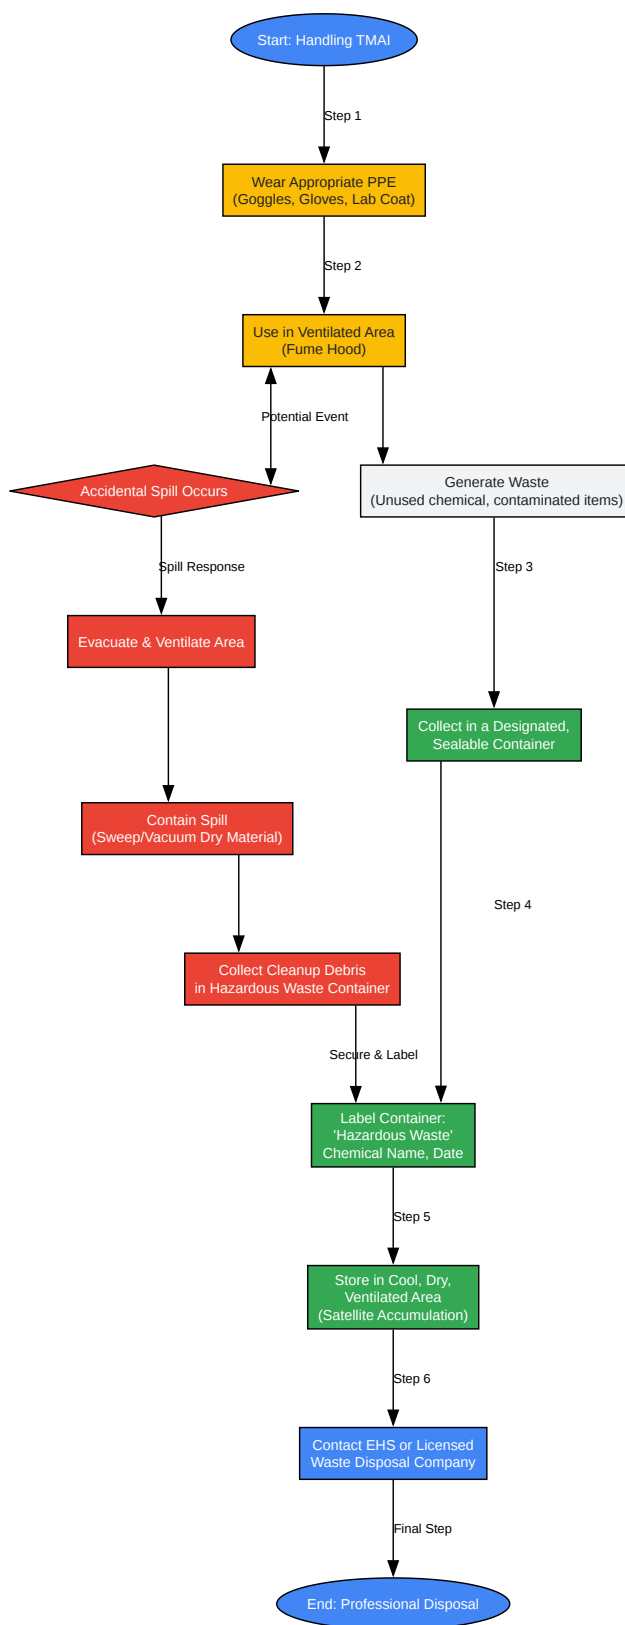 Start: Handling TMAI
Step 1
Wear Appropriate PPE
(Goggles, Gloves, Lab Coat)
Step 2
Use in Ventilated Area
(Fume Hood)
Potential Event
Accidental Spill Occurs
Generate Waste
(Unused chemical, contaminated items)
Spill Response
Step 3
Evacuate & Ventilate Area
Collect in a Designated,
Sealable Container
Contain Spill
(Sweep/Vacuum Dry Material)
Step 4
Collect Cleanup Debris
in Hazardous Waste Container
Secure & Label
Label Container:
'Hazardous Waste'
Chemical Name, Date
Step 5
Store in Cool, Dry,
Ventilated Area
(Satellite Accumulation)
Step 6
Contact EHS or Licensed
Waste Disposal Company
Final Step
End: Professional Disposal